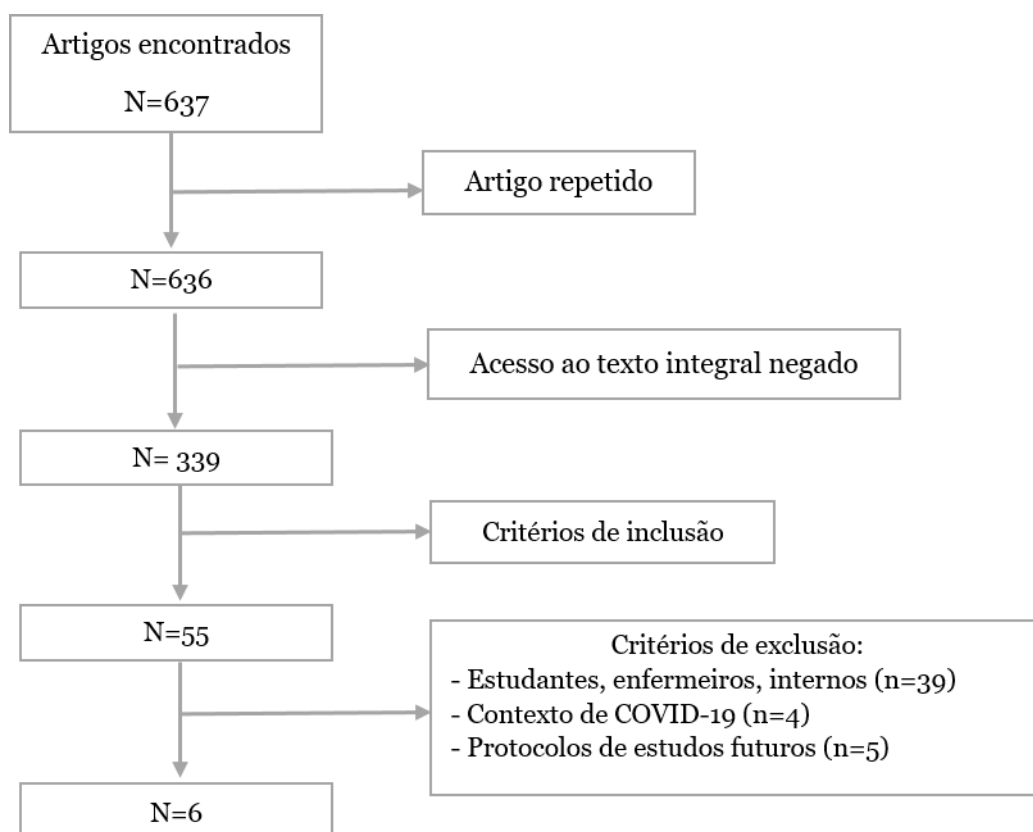 Artigos encontrados
N=637
Artigo repetido
N=636
Acesso ao texto integral negado
N= 339
Critérios de inclusão
N=55
Critérios de exclusão:
- Estudantes, enfermeiros, internos (n=39)
- Contexto de COVID-19 (n=4)
- Protocolos de estudos futuros (n=5)
N=6